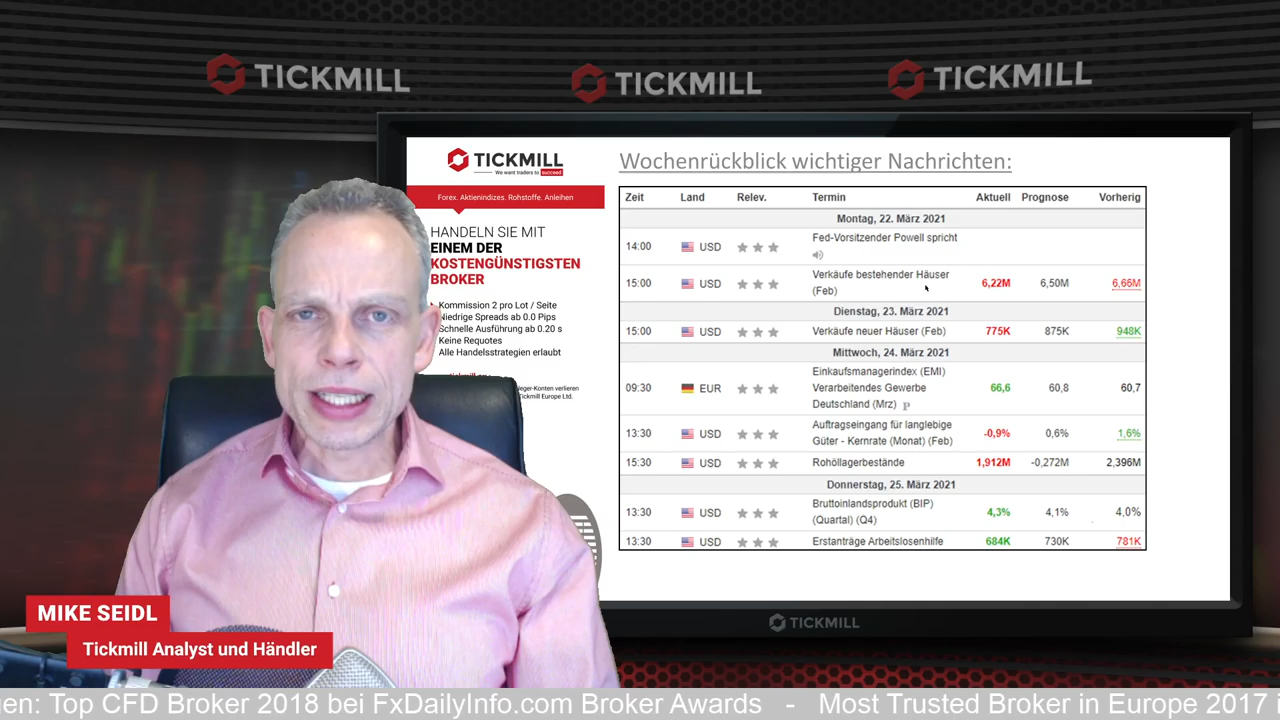 TICKMILL
TICKMILL
TICKMILL
TICKMILL
We want traders to succeed
Forex. Aktienindizes. Rohstoffe. Anleihen
HANDELN SIE MIT
EINEM DER
KOSTENGÜNSTIGSTEN
BROKER
Kommission 2 pro Lot / Seite
Niedrige Spreads ab 0.0 Pips
Schnelle Ausführung ab 0.20 s
Keine Requotes
Alle Handelsstrategien erlaubt
leger-Konten verlieren
Tickmill Europe Ltd.
Wochenrückblick wichtiger Nachrichten:
Zeit Land Relev. Termin Aktuell Prognose Vorherig
Montag, 22. März 2021
14:00 USD Fed-Vorsitzender Powell spricht
15:00 USD Verkäufe bestehender Häuser (Feb) 6,22M 6,50M 6,66M
Dienstag, 23. März 2021
15:00 USD Verkäufe neuer Häuser (Feb) 775K 875K 948K
Mittwoch, 24. März 2021
09:30 EUR Einkaufsmanagerindex (EMI) Verarbeitendes Gewerbe Deutschland (Mrz) P 66,6 60,8 60,7
13:30 USD Auftragseingang für langlebige Güter - Kernrate (Monat) (Feb) -0,9% 0,6% 1,6%
15:30 USD Rohöllagerbestände 1,912M -0,272M 2,396M
Donnerstag, 25. März 2021
13:30 USD Bruttoinlandsprodukt (BIP) (Quartal) (Q4) 4,3% 4,1% 4,0%
13:30 USD Erstanträge Arbeitslosenhilfe 684K 730K 781K
TICKMILL
MIKE SEIDL
Tickmill Analyst und Händler
gen: Top CFD Broker 2018 bei FxDailyInfo.com Broker Awards - Most Trusted Broker in Europe 2017